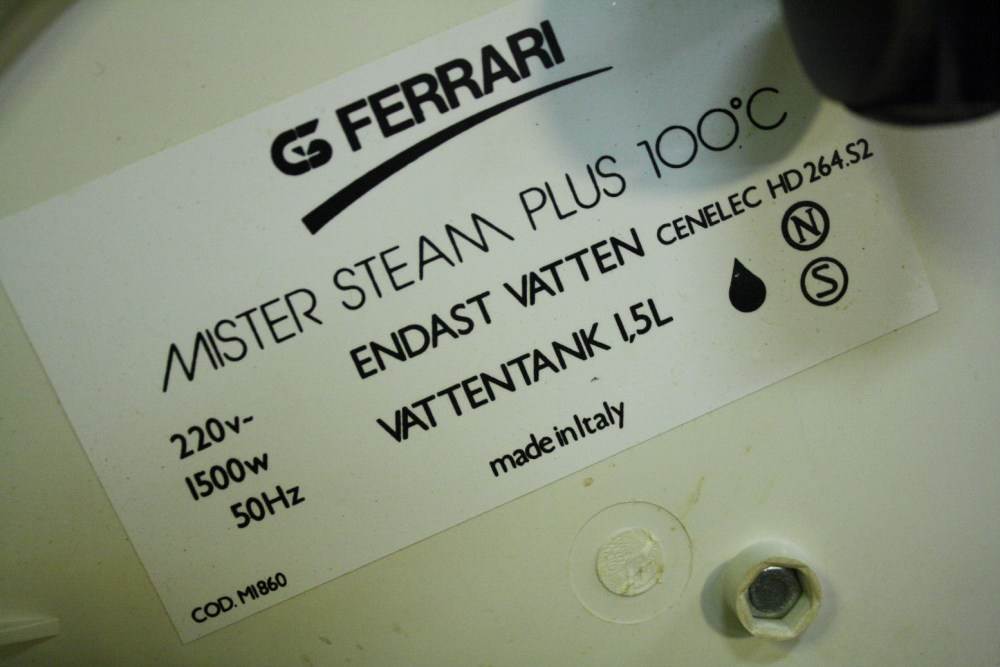 G FERRARI
MISTER STEAM PLUS 100°C
ENDAST VATTEN CENELEC HD 264.S2
VATTENTANK 1,5L
N
S
220v~
1500w
50Hz
made in Italy
COD. M1860